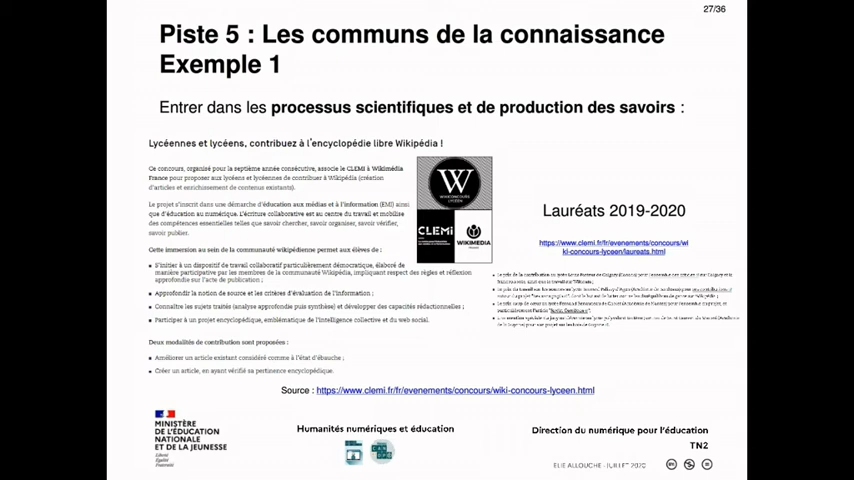 27/36
Piste 5 : Les communs de la connaissance
Exemple 1
Entrer dans les processus scientifiques et de production des savoirs :
Lycéennes et lycéens, contribuez à l'encyclopédie libre Wikipédia !
Ce concours, organisé pour la septième année consécutive, associe le CLEMI à Wikimédia
France pour proposer aux lycéens et lycéennes de contribuer à Wikipédia (création
d'articles et enrichissement de contenus existants).
Le projet s'inscrit dans une démarche d'éducation aux médias et à l'information (EMI) ainsi
que d'éducation au numérique. L'écriture collaborative est au centre du travail et mobilise
des compétences essentielles telles que savoir chercher, savoir organiser, savoir vérifier,
savoir publier.
Cette immersion au sein de la communauté wikipédienne permet aux élèves de :
S'initier à un dispositif de travail collaboratif particulièrement démocratique, élaboré de
manière participative par les membres de la communauté Wikipédia, impliquant respect des règles et réflexion
approfondie sur l'acte de publication ;
Approfondir la notion de source et les critères d'évaluation de l'information ;
Connaître les sujets traités (analyse approfondie puis synthèse) et développer des capacités rédactionnelles ;
Participer à un projet encyclopédique, emblématique de l'intelligence collective et du web social.
Deux modalités de contribution sont proposées :
Améliorer un article existant considéré comme à l'état d'ébauche ;
Créer un article, en ayant vérifié sa pertinence encyclopédique.
W
WIKICONCOURS
LYCÉEN
CLEMI
WIKIMEDIA
FRANCE
Lauréats 2019-2020
https://www.clemi.fr/fr/evenements/concours/wi
ki-concours-lyceen/laureats.html
Source : https://www.clemi.fr/fr/evenements/concours/wiki-concours-lyceen.html
MINISTÈRE
DE L'ÉDUCATION
NATIONALE
ET DE LA JEUNESSE
Liberté
Égalité
Fraternité
Humanités numériques et éducation
Direction du numérique pour l'éducation
TN2
ELIE ALLOUCHE - JUILLET 2020